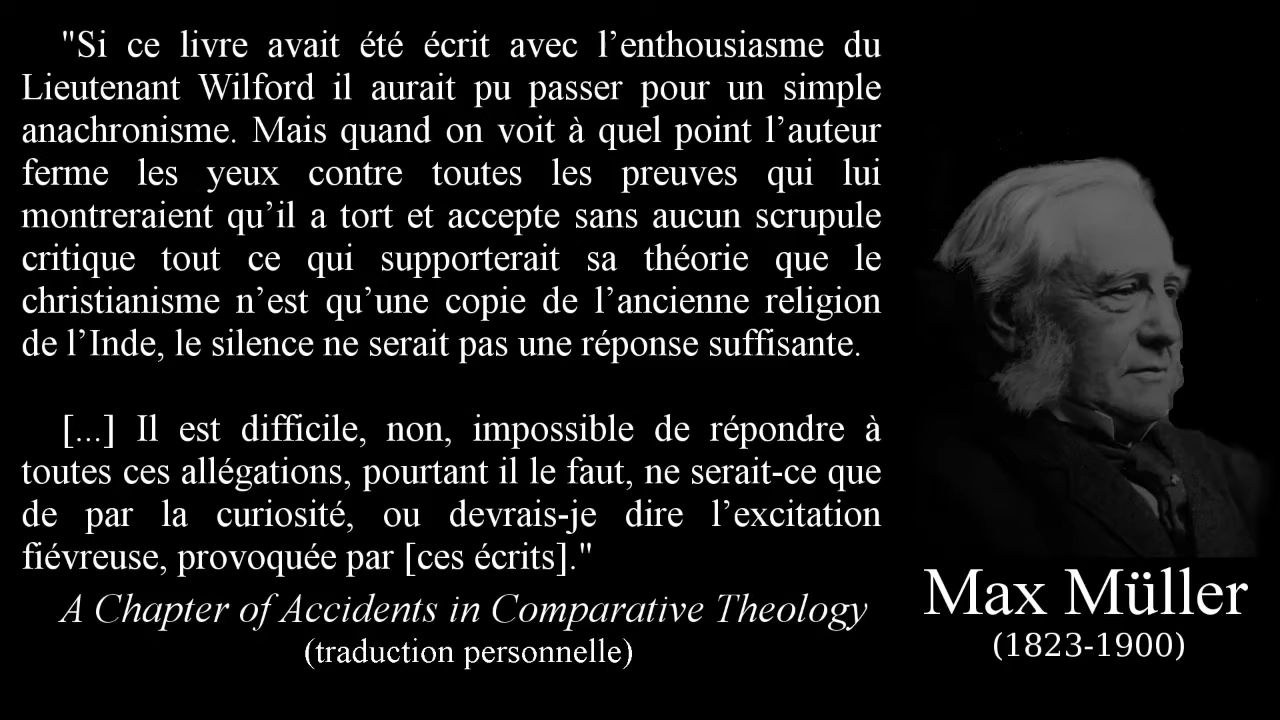 "Si ce livre avait été écrit avec l’enthousiasme du
Lieutenant Wilford il aurait pu passer pour un simple
anachronisme. Mais quand on voit à quel point l’auteur
ferme les yeux contre toutes les preuves qui lui
montreraient qu’il a tort et accepte sans aucun scrupule
critique tout ce qui supporterait sa théorie que le
christianisme n’est qu’une copie de l’ancienne religion
de l’Inde, le silence ne serait pas une réponse suffisante.
[...] Il est difficile, non, impossible de répondre à
toutes ces allégations, pourtant il le faut, ne serait-ce que
de par la curiosité, ou devrais-je dire l’excitation
fiévreuse, provoquée par [ces écrits]."
A Chapter of Accidents in Comparative Theology
(traduction personnelle)
Max Müller
(1823-1900)